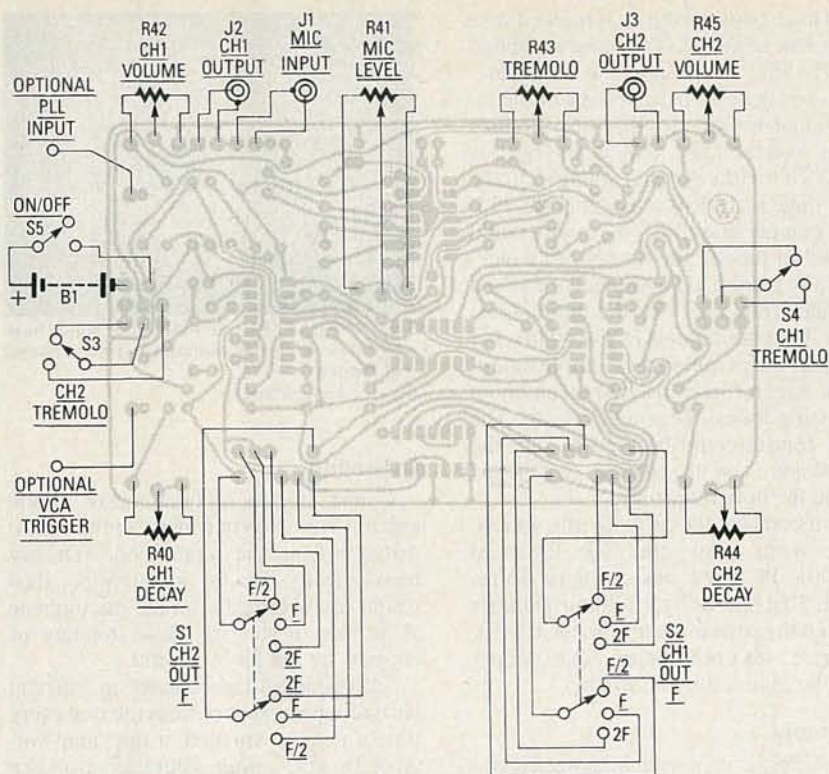 R42
CH1
VOLUME
J2
CH1
OUTPUT
J1
MIC
INPUT
R41
MIC
LEVEL
R43
TREMOLO
J3
CH2
OUTPUT
R45
CH2
VOLUME
OPTIONAL
PLL
INPUT
ON/OFF
S5
+
B1
S3
CH2
TREMOLO
S4
CH1
TREMOLO
OPTIONAL
VCA
TRIGGER
R40
CH1
DECAY
R44
CH2
DECAY
F/2
F
2F
S1
CH2
OUT
F
2F
F
F/2
F/2
F
2F
S2
CH1
OUT
F
F/2
F
2F